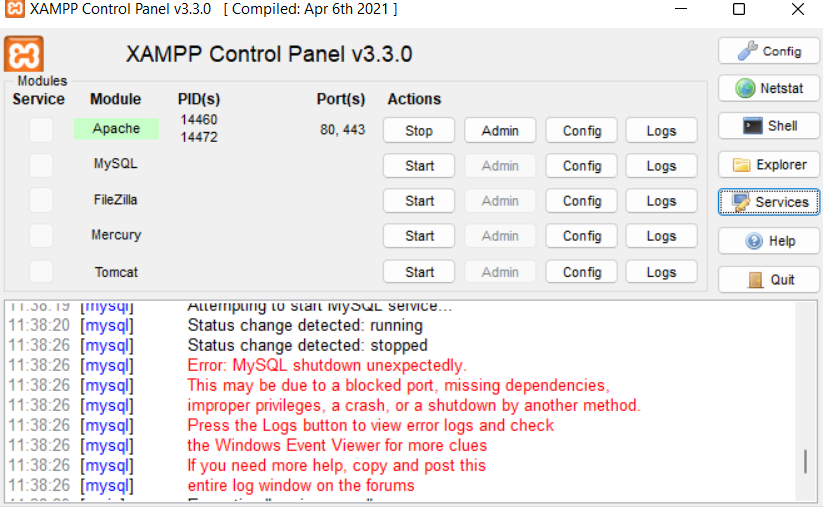 XAMPP Control Panel v3.3.0 [ Compiled: Apr 6th 2021 ]
XAMPP Control Panel v3.3.0
Config
Modules
Service Module PID(s) Port(s) Actions
Netstat
Apache 14460 14472 80, 443 Stop Admin Config Logs
Shell
MySQL Start Admin Config Logs
Explorer
FileZilla Start Admin Config Logs
Services
Mercury Start Admin Config Logs
Help
Tomcat Start Admin Config Logs
Quit
11:38:19 [mysql] Attempting to start MySQL service...
11:38:20 [mysql] Status change detected: running
11:38:26 [mysql] Status change detected: stopped
11:38:26 [mysql] Error: MySQL shutdown unexpectedly.
11:38:26 [mysql] This may be due to a blocked port, missing dependencies,
11:38:26 [mysql] improper privileges, a crash, or a shutdown by another method.
11:38:26 [mysql] Press the Logs button to view error logs and check
11:38:26 [mysql] the Windows Event Viewer for more clues
11:38:26 [mysql] If you need more help, copy and post this
11:38:26 [mysql] entire log window on the forums